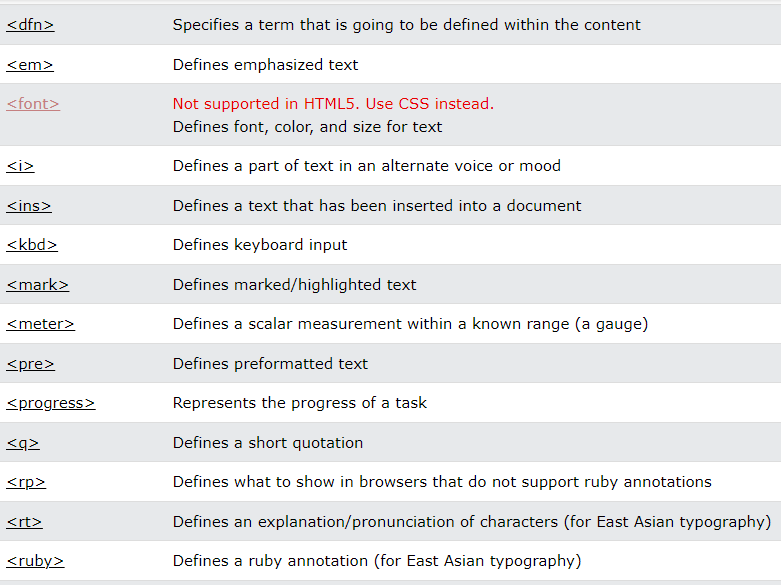 <dfn> Specifies a term that is going to be defined within the content
<em> Defines emphasized text
<font> Not supported in HTML5. Use CSS instead.
Defines font, color, and size for text
<i> Defines a part of text in an alternate voice or mood
<ins> Defines a text that has been inserted into a document
<kbd> Defines keyboard input
<mark> Defines marked/highlighted text
<meter> Defines a scalar measurement within a known range (a gauge)
<pre> Defines preformatted text
<progress> Represents the progress of a task
<q> Defines a short quotation
<rp> Defines what to show in browsers that do not support ruby annotations
<rt> Defines an explanation/pronunciation of characters (for East Asian typography)
<ruby> Defines a ruby annotation (for East Asian typography)